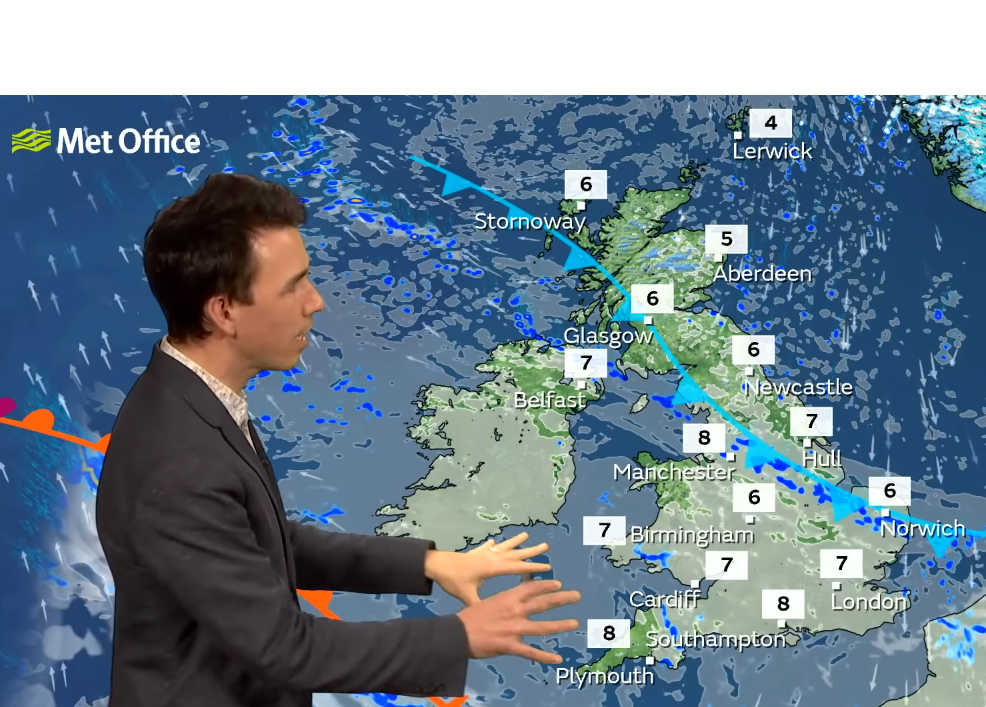 Met Office
4
Lerwick
6
Stornoway
5
Aberdeen
6
Glasgow
6
Newcastle
7
Belfast
7
Hull
8
Manchester
6
Norwich
6
Birmingham
7
7
Cardiff
7
London
8
Southampton
8
Plymouth